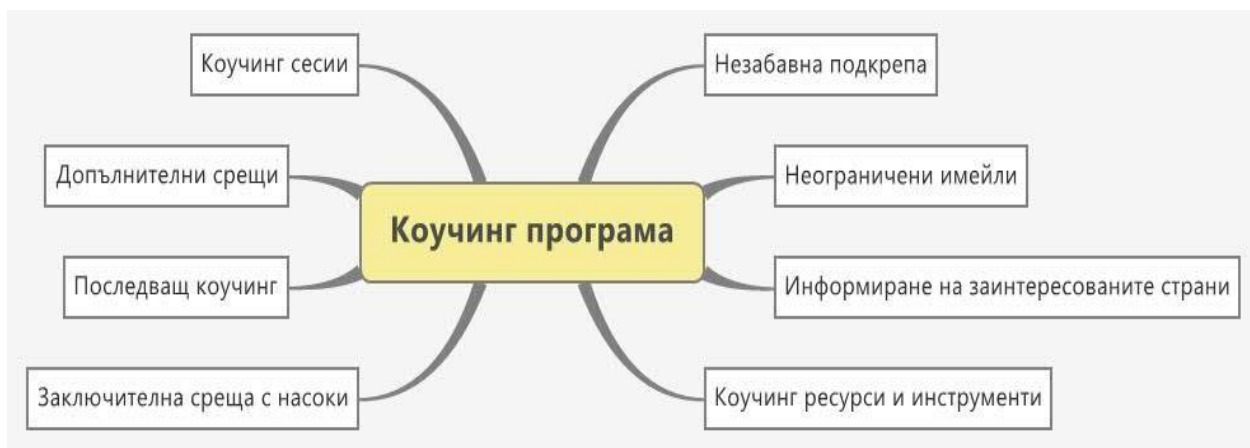 Коучинг сесии
Допълнителни срещи
Последващ коучинг
Заключителна среща с насоки
Коучинг програма
Незабавна подкрепа
Неограничени имейли
Информиране на заинтересованите страни
Коучинг ресурси и инструменти